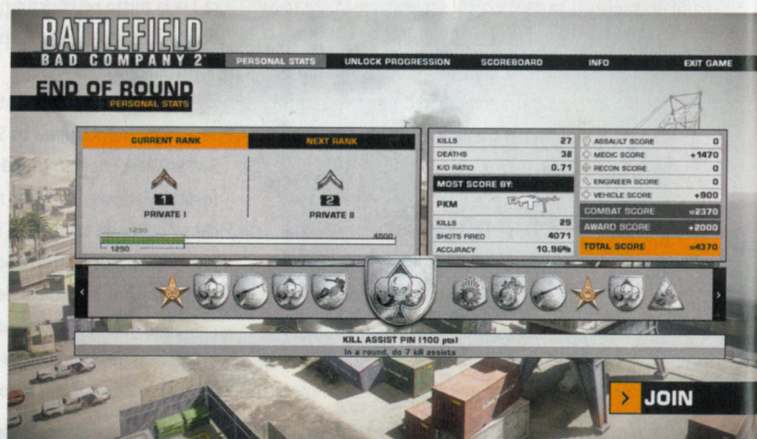 BATTLEFIELD
BAD COMPANY 2
PERSONAL STATS
UNLOCK PROGRESSION
SCOREBOARD
INFO
EXIT GAME
END OF ROUND
PERSONAL STATS
CURRENT RANK
NEXT RANK
1
2
PRIVATE I
PRIVATE II
1290
4500
1290
KILLS 27
DEATHS 38
K/D RATIO 0.71
MOST SCORE BY:
PKM
KILLS 25
SHOTS FIRED 4071
ACCURACY 10.86%
ASSAULT SCORE 0
MEDIC SCORE +1470
RECON SCORE 0
ENGINEER SCORE 0
VEHICLE SCORE +900
COMBAT SCORE =2370
AWARD SCORE +2000
TOTAL SCORE =4370
KILL ASSIST PIN (100 pts)
In a round, do 7 kill assists
JOIN